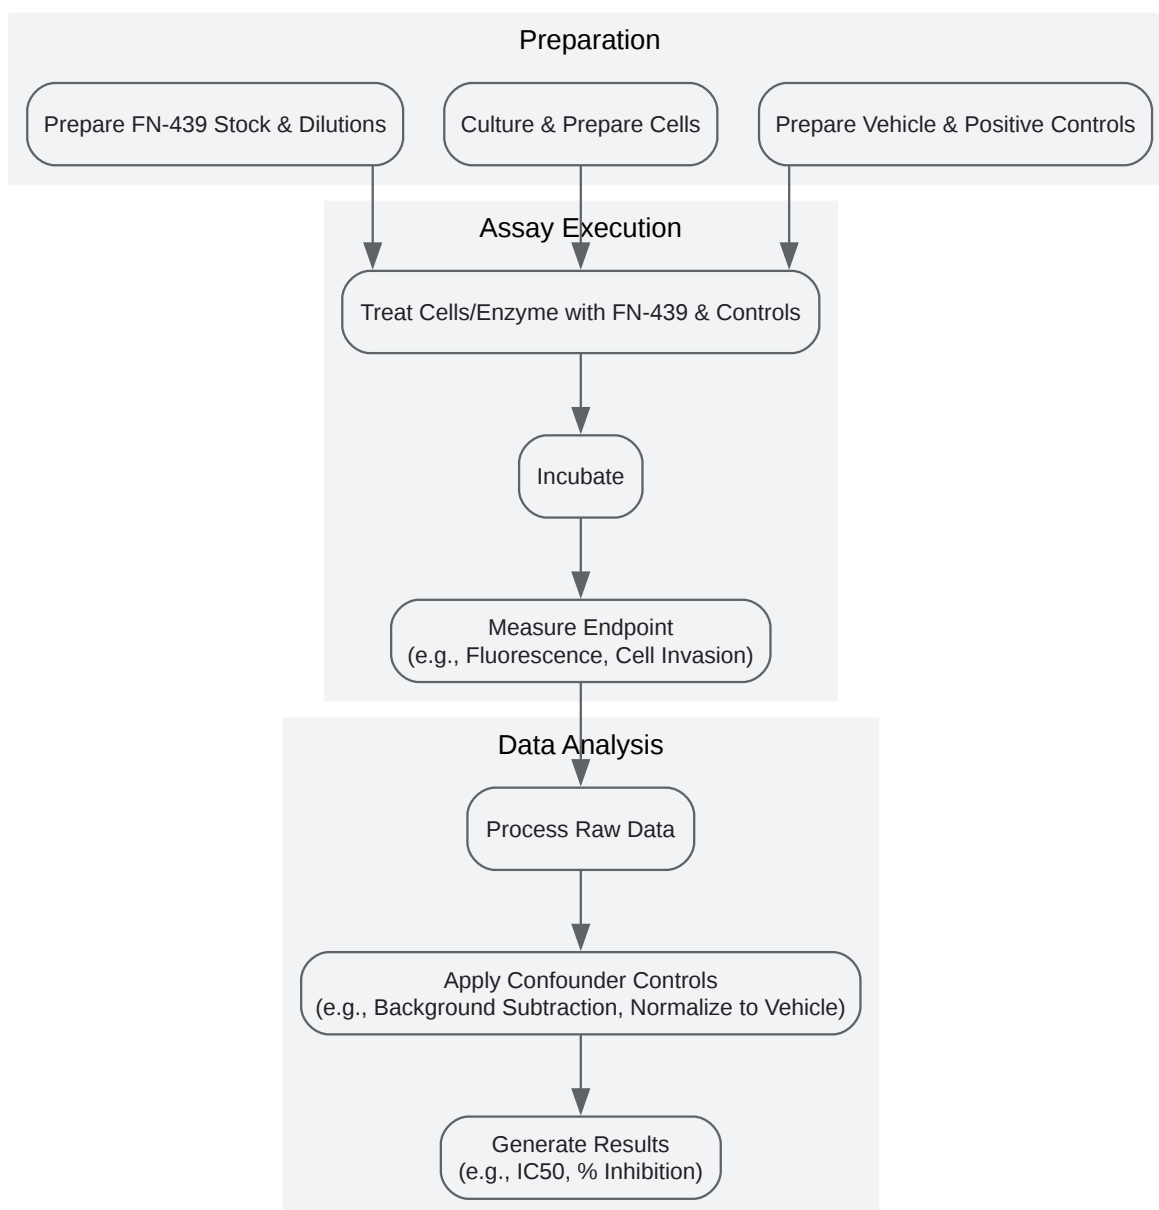 Preparation
Prepare FN-439 Stock & Dilutions
Culture & Prepare Cells
Prepare Vehicle & Positive Controls
Assay Execution
Treat Cells/Enzyme with FN-439 & Controls
Incubate
Measure Endpoint
(e.g., Fluorescence, Cell Invasion)
Data Analysis
Process Raw Data
Apply Confounder Controls
(e.g., Background Subtraction, Normalize to Vehicle)
Generate Results
(e.g., IC50, % Inhibition)